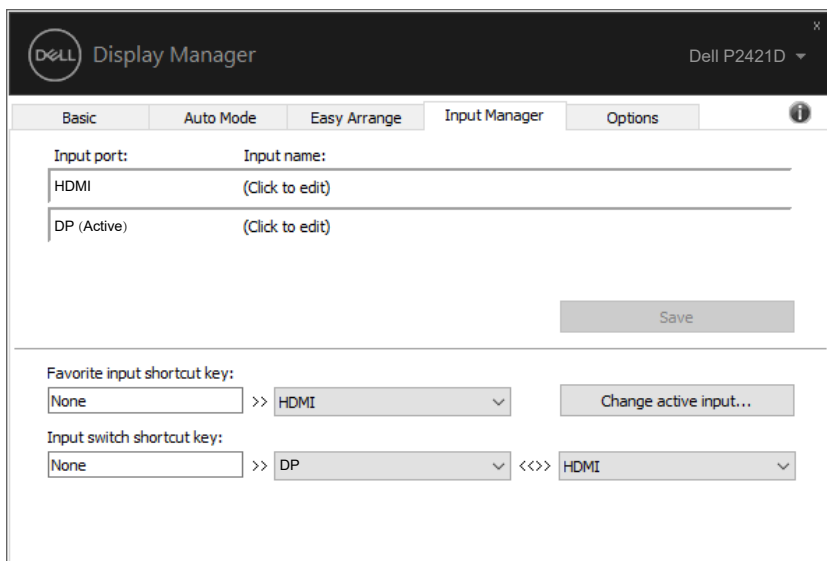 DELL Display Manager
x
Dell P2421D
Basic Auto Mode Easy Arrange Input Manager Options i
Input port: Input name:
HDMI (Click to edit)
DP (Active) (Click to edit)
Save
Favorite input shortcut key:
None >> HDMI Change active input...
Input switch shortcut key:
None >> DP <<>> HDMI